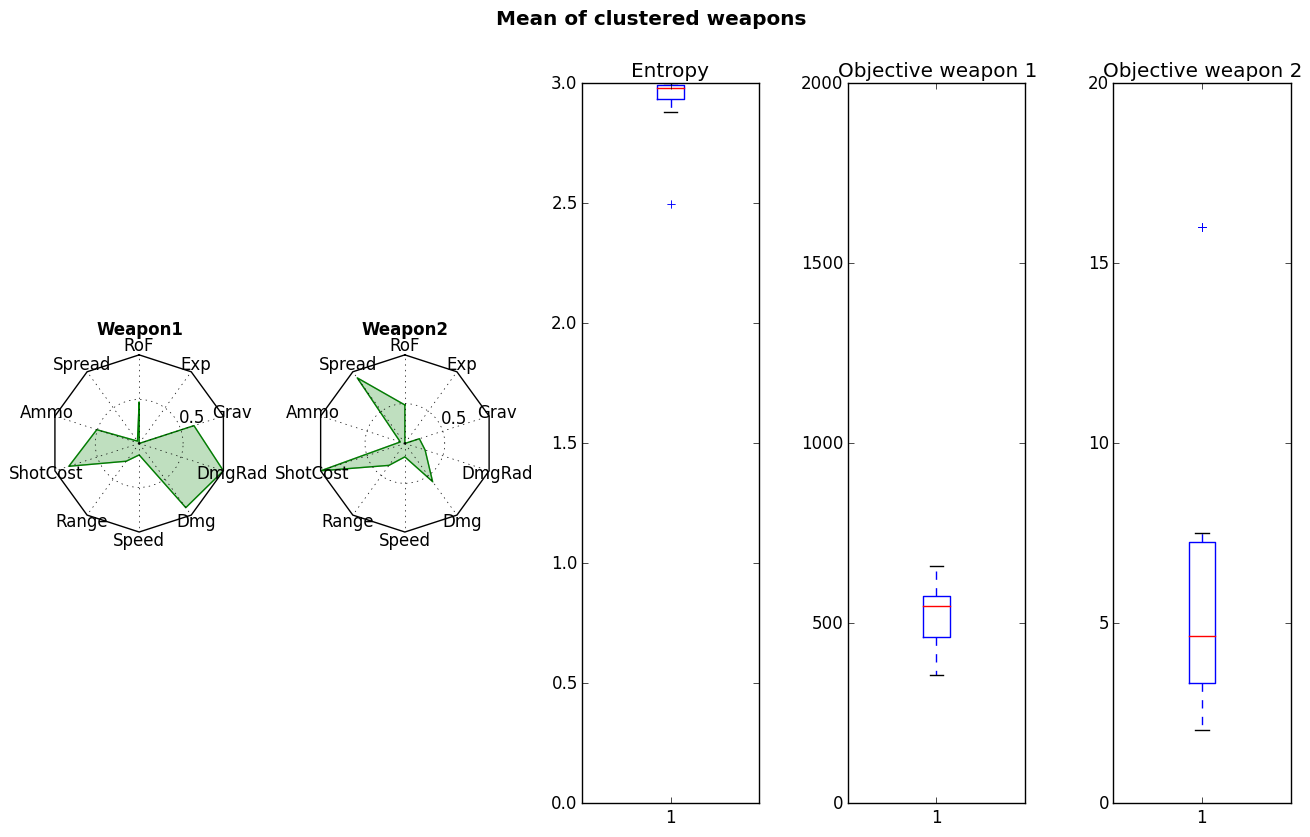 Mean of clustered weapons
Weapon1
RoF
Exp
Grav
DmgRad
Dmg
Speed
Range
ShotCost
Ammo
Spread
0.5
Weapon2
RoF
Exp
Grav
DmgRad
Dmg
Speed
Range
ShotCost
Ammo
Spread
0.5
Entropy
3.0
2.5
2.0
1.5
1.0
0.5
0.0
1
Objective weapon 1
2000
1500
1000
500
0
1
Objective weapon 2
20
15
10
5
0
1